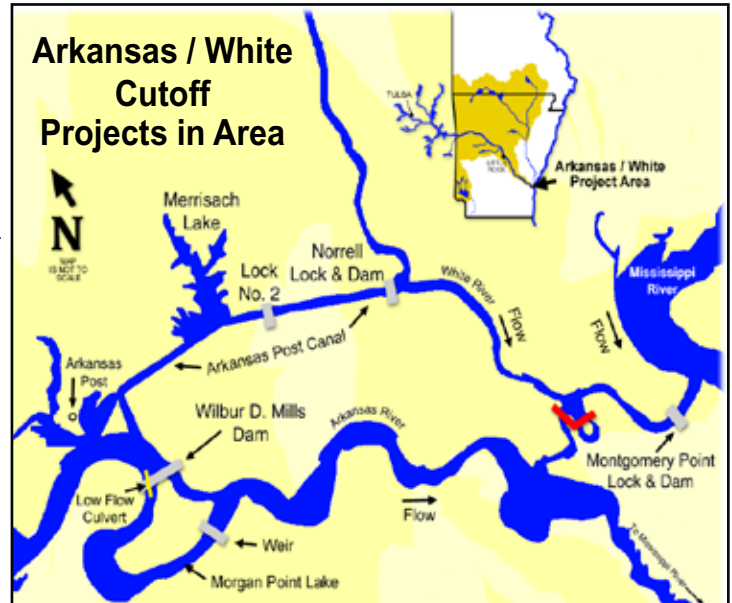 Arkansas / White
Cutoff
Projects in Area
TULSA
LITTLE
ROCK
Arkansas / White
Project Area
N
MAP
IS NOT TO
SCALE
Merrisach
Lake
Lock
No. 2
Norrell
Lock & Dam
White River
Flow
Mississippi
River
Flow
Arkansas Post Canal
Arkansas
Post
Wilbur D. Mills
Dam
Arkansas River
Montgomery Point
Lock & Dam
Low Flow
Culvert
Flow
Weir
Morgan Point Lake
To Mississippi River